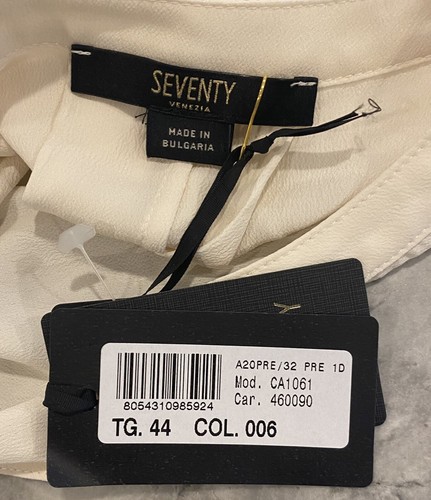 SEVENTY
VENEZIA
MADE IN
BULGARIA
A20PRE/32 PRE 1D
Mod. CA1061
Car. 460090
8054310985924
TG. 44 COL. 006